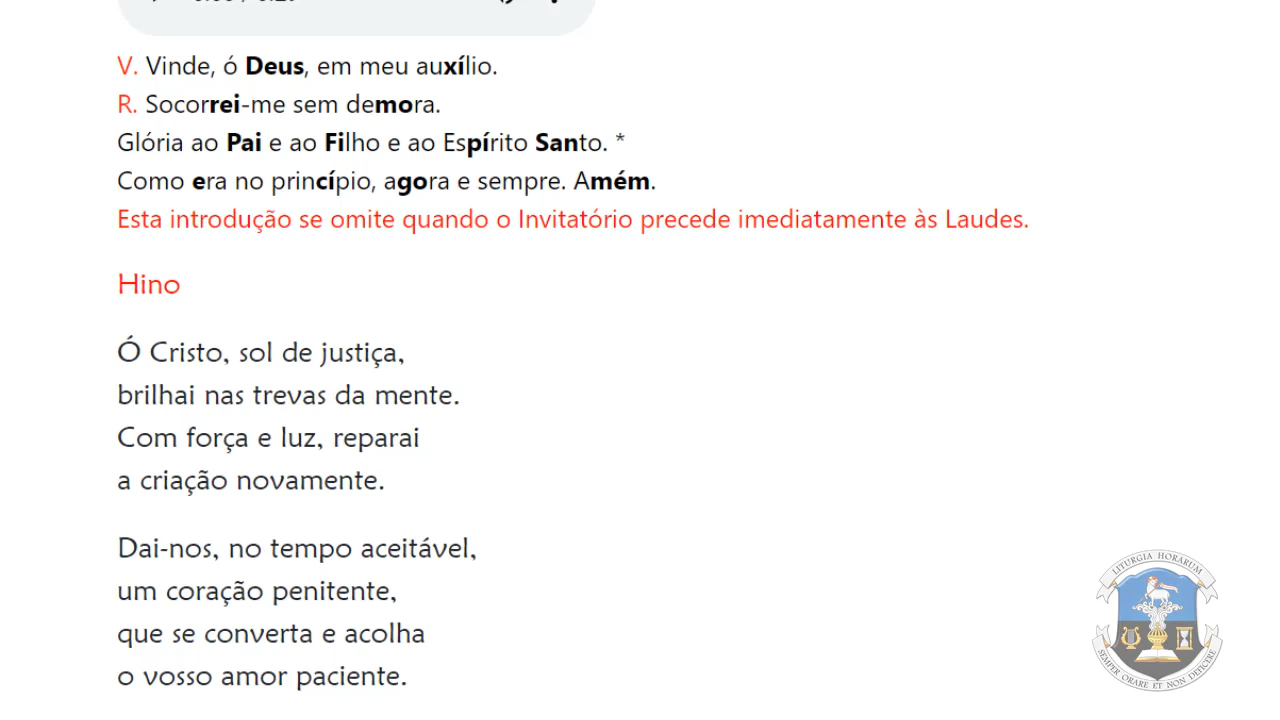 V. Vinde, ó Deus, em meu auxílio.
R. Socorrei-me sem demora.
Glória ao Pai e ao Filho e ao Espírito Santo. *
Como era no princípio, agora e sempre. Amém.
Esta introdução se omite quando o Invitatório precede imediatamente às Laudes.
Hino
Ó Cristo, sol de justiça,
brilhai nas trevas da mente.
Com força e luz, reparai
a criação novamente.
Dai-nos, no tempo aceitável,
um coração penitente,
que se converta e acolha
o vosso amor paciente.
LITURGIA HORARUM
SEMPER ORARE ET NON DEFICERE